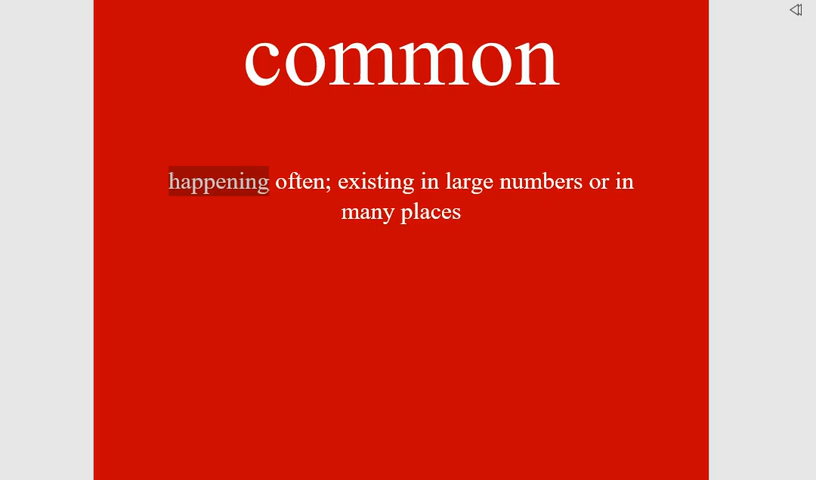 common
happening often; existing in large numbers or in
many places